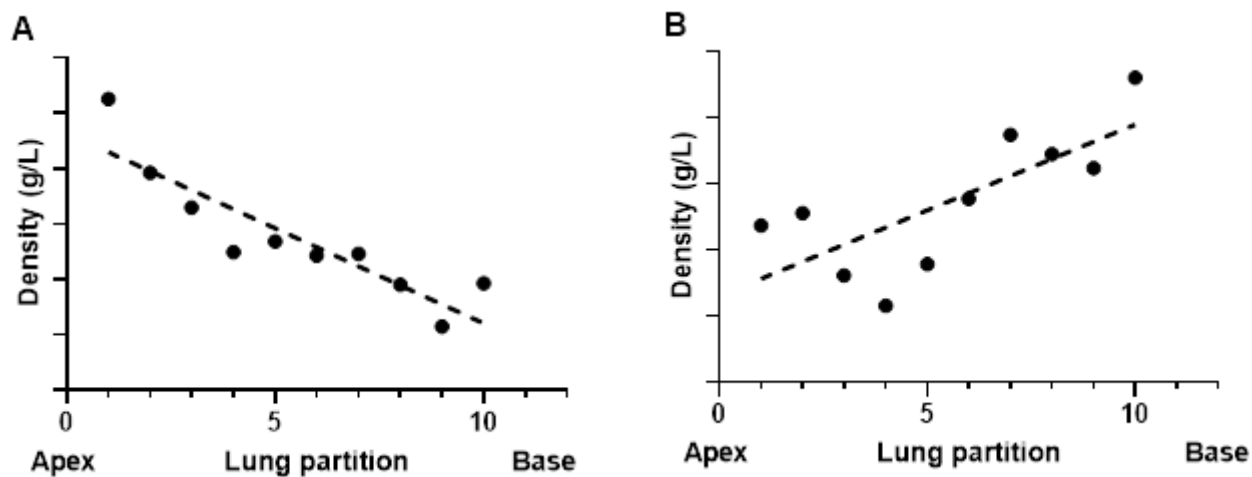 A
Density (g/L)
0 5 10
Apex Lung partition Base
B
Density (g/L)
0 5 10
Apex Lung partition Base